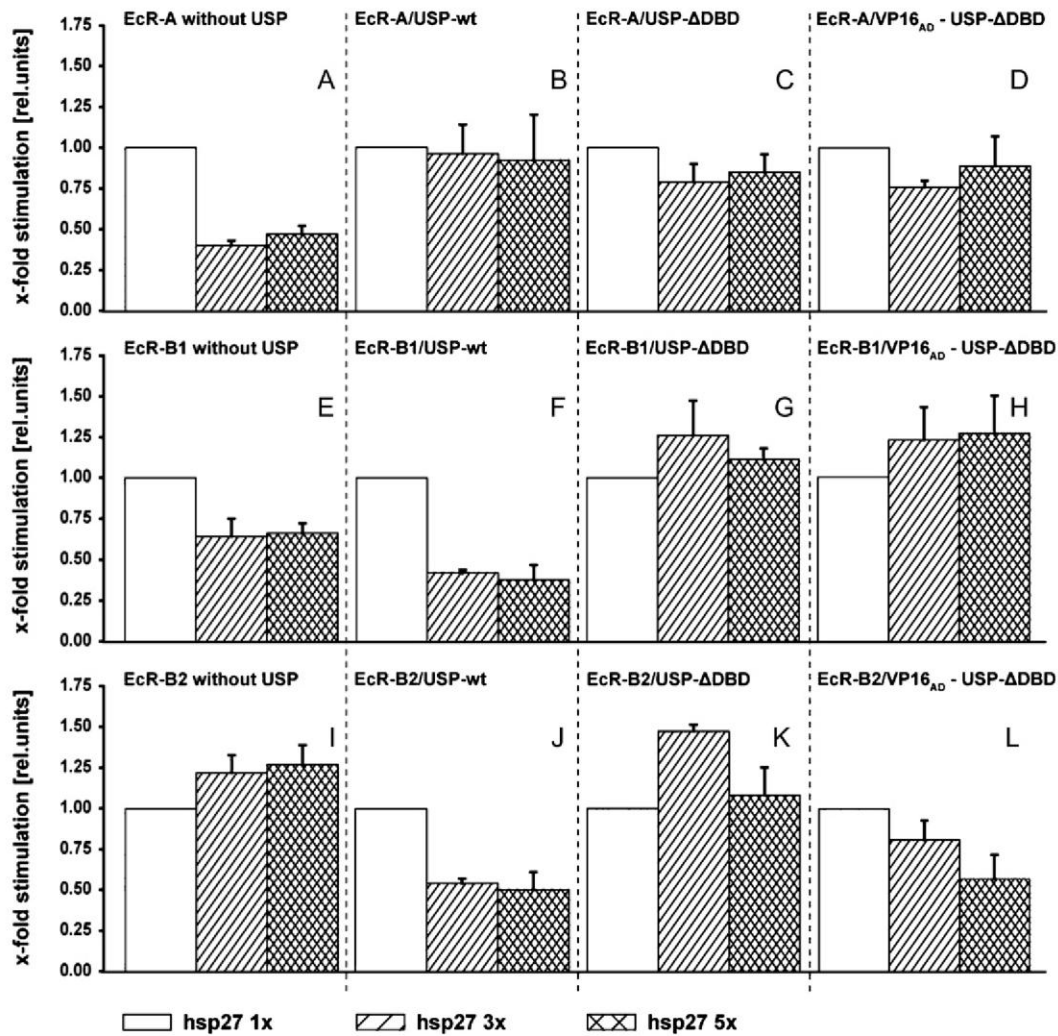 EcR-A without USP EcR-A/USP-wt EcR-A/USP-ΔDBD EcR-A/VP16AD - USP-ΔDBD
A B C D
x-fold stimulation [rel.units]
1.75
1.50
1.25
1.00
0.75
0.50
0.25
0.00
EcR-B1 without USP EcR-B1/USP-wt EcR-B1/USP-ΔDBD EcR-B1/VP16AD - USP-ΔDBD
E F G H
x-fold stimulation [rel.units]
1.75
1.50
1.25
1.00
0.75
0.50
0.25
0.00
EcR-B2 without USP EcR-B2/USP-wt EcR-B2/USP-ΔDBD EcR-B2/VP16AD - USP-ΔDBD
I J K L
x-fold stimulation [rel.units]
1.75
1.50
1.25
1.00
0.75
0.50
0.25
0.00
hsp27 1x hsp27 3x hsp27 5x